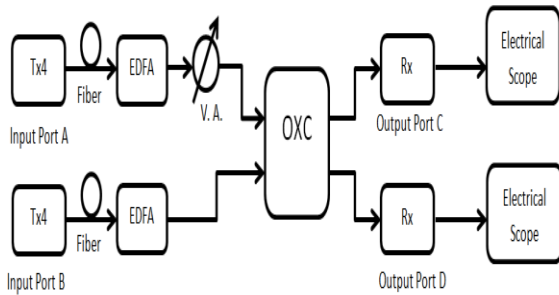 Tx4
Fiber
EDFA
V. A.
Input Port A
OXC
Rx
Output Port C
Electrical
Scope
Tx4
Fiber
EDFA
Input Port B
Rx
Output Port D
Electrical
Scope